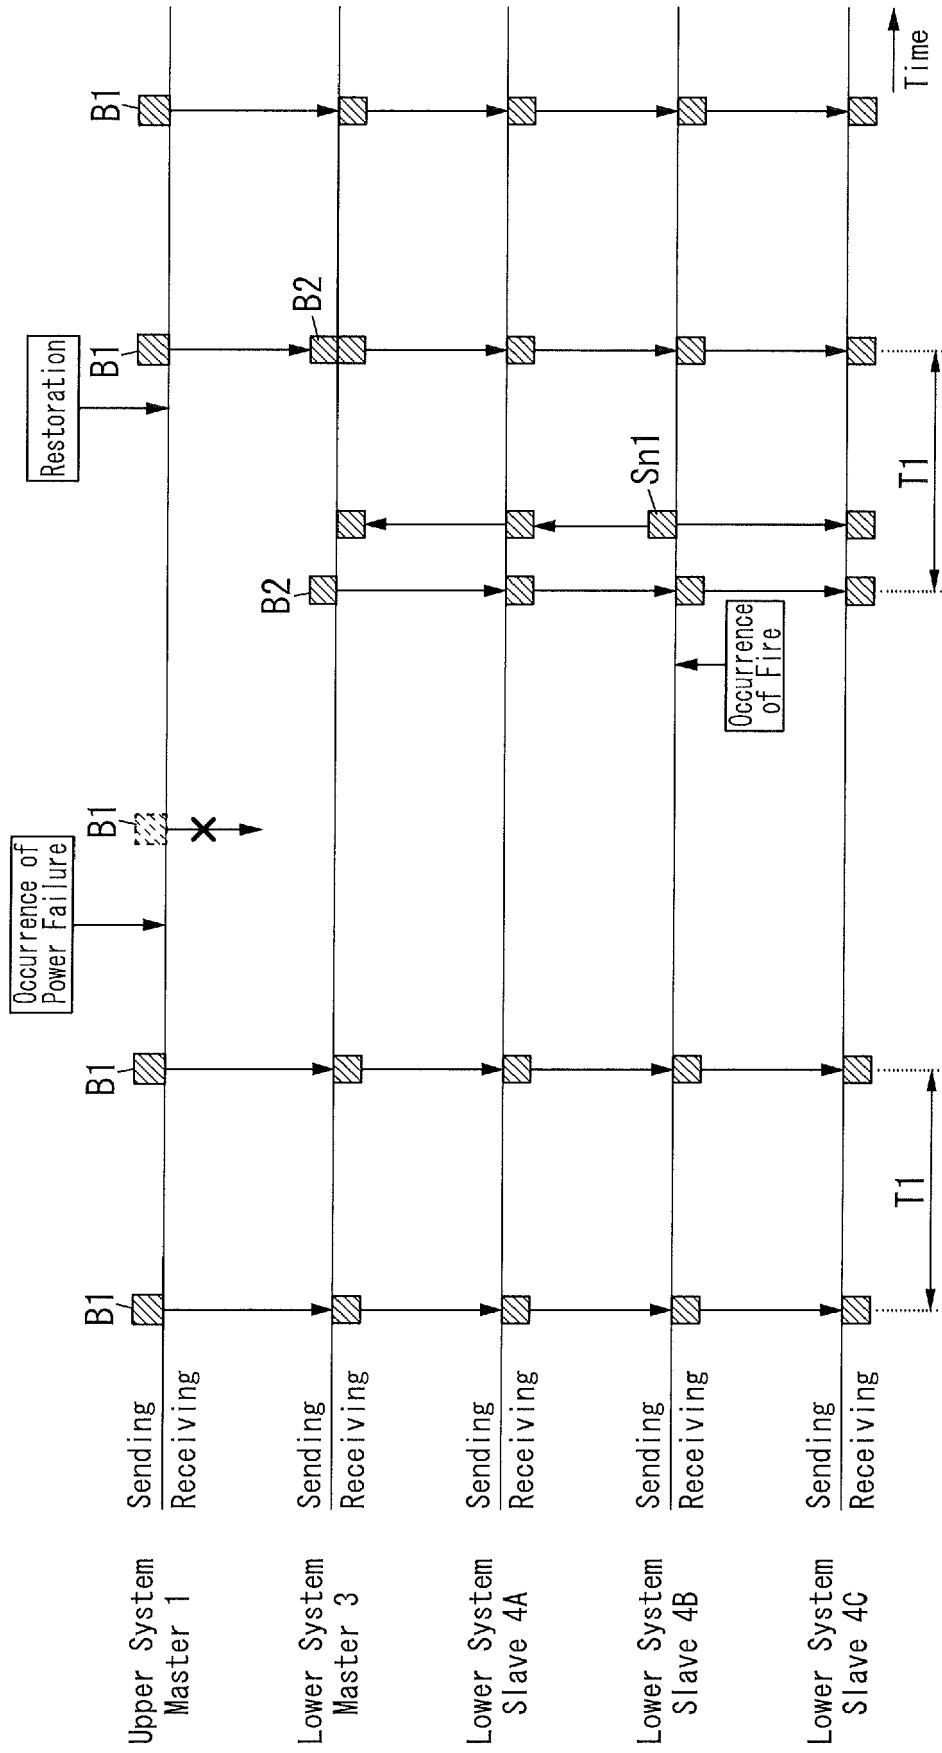 Upper System
Master 1
Sending
Receiving
B1
B1
Occurrence of
Power Failure
B1
Restoration
B1
B1
Lower System
Master 3
Sending
Receiving
B2
B2
Lower System
Slave 4A
Sending
Receiving
Lower System
Slave 4B
Sending
Receiving
Occurrence
of Fire
Sn1
Lower System
Slave 4C
Sending
Receiving
T1
T1
Time